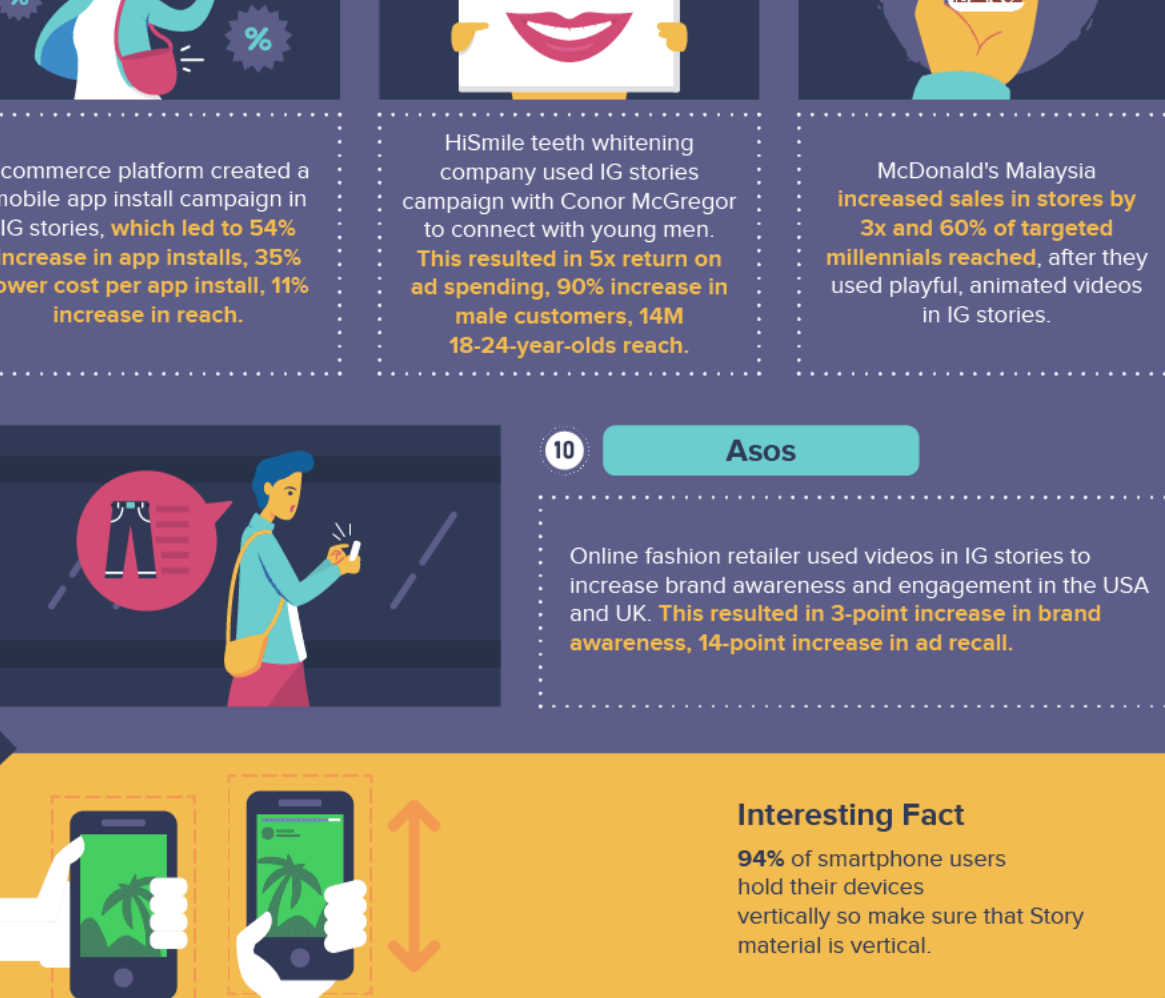 %
%
commerce platform created a
mobile app install campaign in
IG stories, which led to 54%
increase in app installs, 35%
lower cost per app install, 11%
increase in reach.
HiSmile teeth whitening
company used IG stories
campaign with Conor McGregor
to connect with young men.
This resulted in 5x return on
ad spending, 90% increase in
male customers, 14M
18-24-year-olds reach.
McDonald's Malaysia
increased sales in stores by
3x and 60% of targeted
millennials reached, after they
used playful, animated videos
in IG stories.
10
Asos
Online fashion retailer used videos in IG stories to
increase brand awareness and engagement in the USA
and UK. This resulted in 3-point increase in brand
awareness, 14-point increase in ad recall.
Interesting Fact
94% of smartphone users
hold their devices
vertically so make sure that Story
material is vertical.